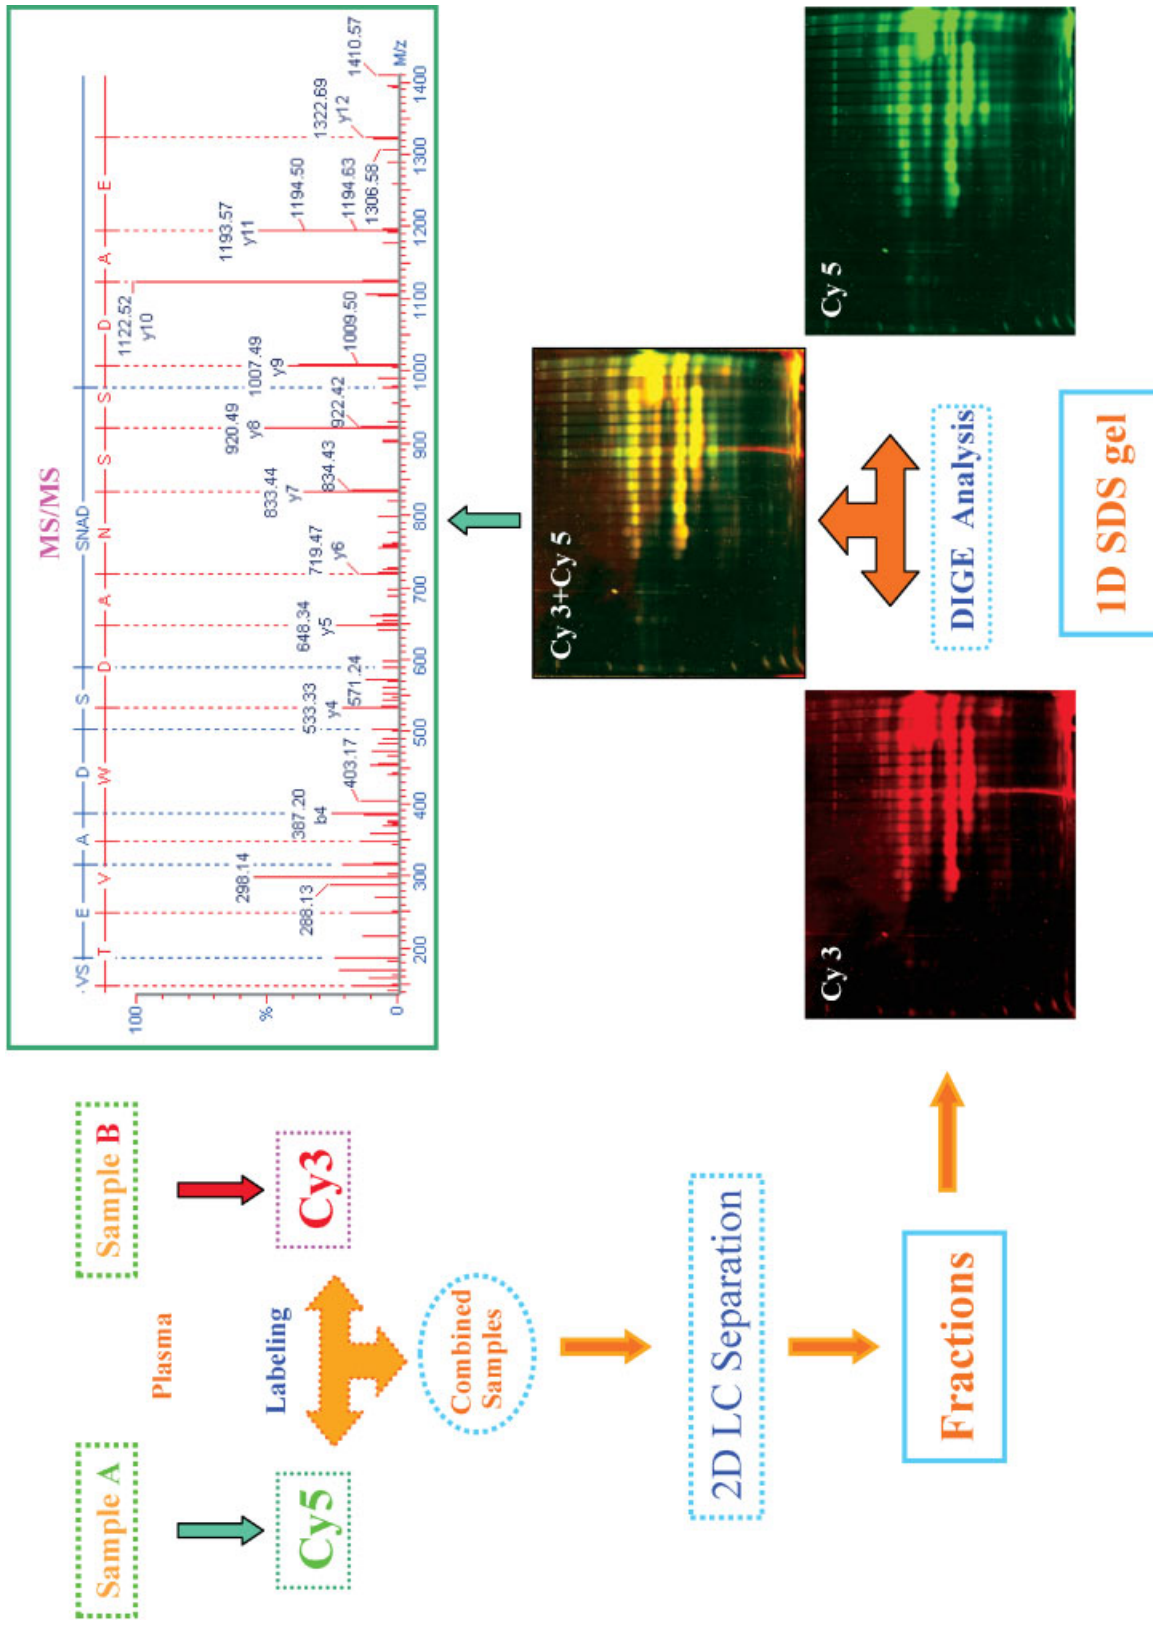 Sample A
Sample B
Plasma
Cy5
Labeling
Cy3
Combined
Samples
2D LC Separation
Fractions
MS/MS
VS E A D S SNAD
T V W D A N S S D A E
100
%
0
288.13
298.14
387.20
b4
403.17
533.33
y4
571.24
648.34
y5
719.47
y6
833.44
y7
834.43
920.49
y8
922.42
1007.49
y9
1009.50
1122.52
y10
1193.57
y11
1194.50
1194.63
1306.58
1322.69
y12
1410.57
200 300 400 500 600 700 800 900 1000 1100 1200 1300 1400
M/z
Cy 3+Cy 5
Cy 3
Cy 5
DIGE Analysis
1D SDS gel